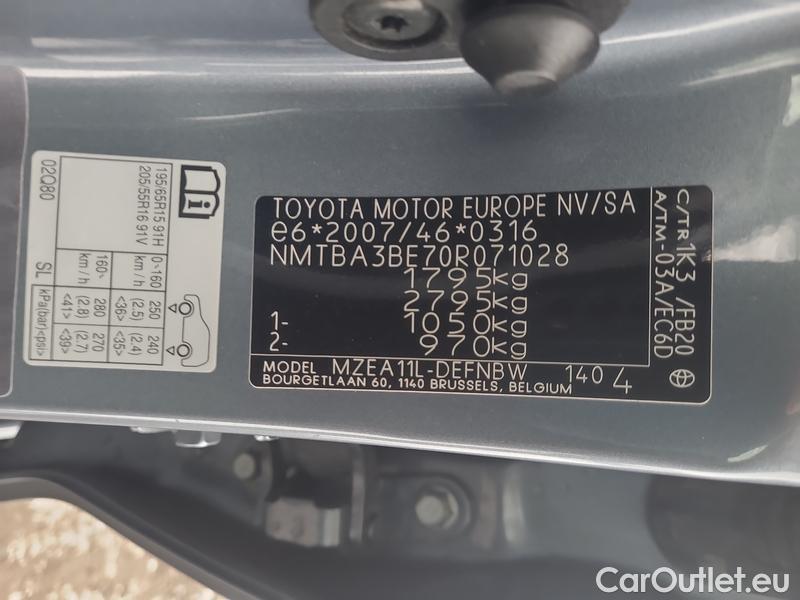 TOYOTA MOTOR EUROPE NV/SA
e6*2007/46*0316
NMTBA3BE70R071028
1795kg
2795kg
1- 1050kg
2- 970kg
MODEL MZEA11L-DEFNBW 1404
BOURGETLAAN 60, 1140 BRUSSELS, BELGIUM
C/TR 1K3 /FB20
A/TM -03A/EC6D
195/65R15 91H
205/55R16 91V
0~160 km/h
250 (2.5) <36>
240 (2.4) <35>
160~ km/h
280 (2.8) <41>
270 (2.7) <39>
02Q80
SL
kPa(bar)<psi>
CarOutlet.eu